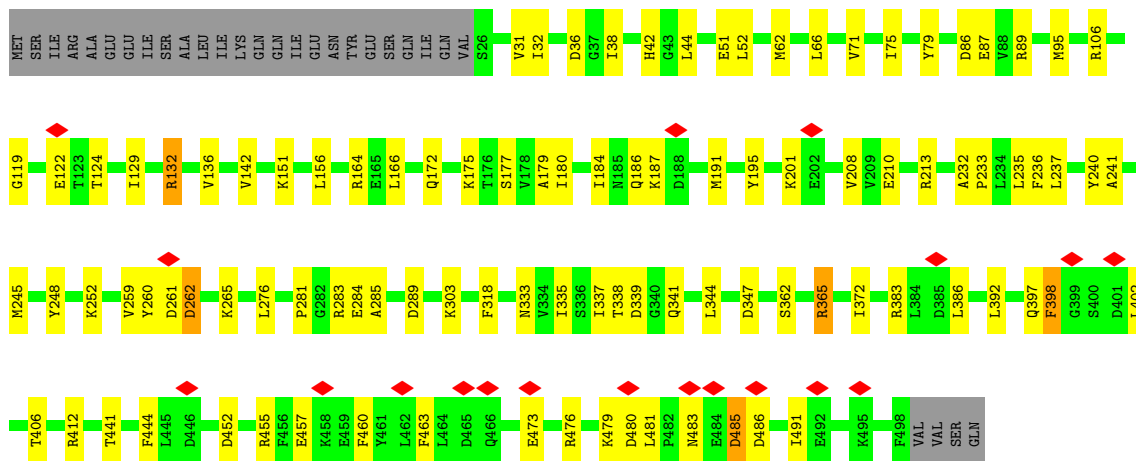 MET SER ILE ARG ALA GLU GLU ILE SER ALA LEU ILE LYS GLN GLN ILE GLU ASN TYR GLU SER GLN ILE GLN VAL S26 V31 I32 D36 G37 I38 H42 G43 L44 E51 L52 M62 L66 V71 I75 Y79 D86 E87 V88 R89 M95 R106
G119 E122 T123 T124 I129 R132 V136 V142 K151 L156 R164 E165 L166 Q172 K175 T176 S177 V178 A179 I180 I184 N185 Q186 K187 D188 M191 Y195 K201 E202 V208 V209 E210 R213 A232 P233 L234 L235 F236 L237 Y240 A241
M245 Y248 K252 V259 Y260 D261 D262 K265 L276 P281 G282 R283 E284 A285 D289 K303 F318 N333 V334 I335 S336 I337 T338 D339 G340 Q341 L344 D347 S362 R365 I372 R383 L384 D385 L386 L392 Q397 F398 G399 S400 D401 L402
T406 R412 T441 F444 L445 D446 D452 R455 F456 E457 K458 E459 F460 Y461 L462 F463 L464 D465 Q466 E473 R476 K479 D480 L481 P482 N483 E484 D485 D486 I491 E492 K495 F498 VAL VAL SER GLN